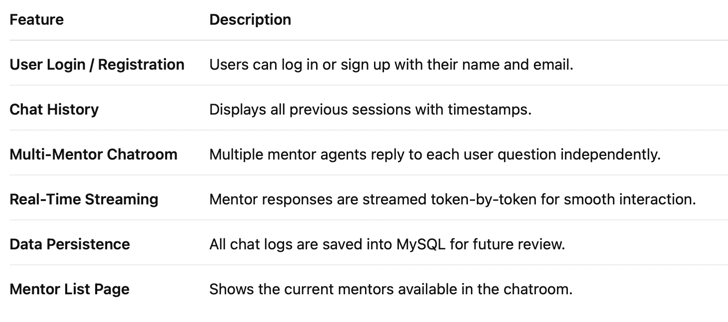 Feature Description
User Login / Registration Users can log in or sign up with their name and email.
Chat History Displays all previous sessions with timestamps.
Multi-Mentor Chatroom Multiple mentor agents reply to each user question independently.
Real-Time Streaming Mentor responses are streamed token-by-token for smooth interaction.
Data Persistence All chat logs are saved into MySQL for future review.
Mentor List Page Shows the current mentors available in the chatroom.